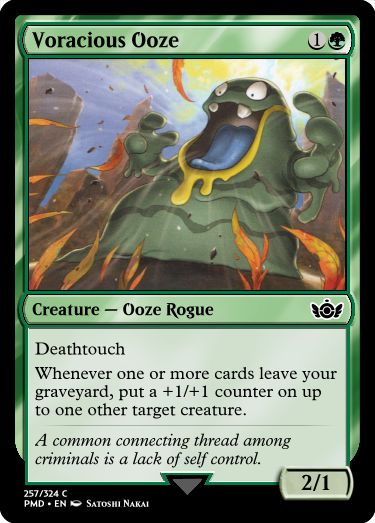 Voracious Ooze 1
Creature — Ooze Rogue
Deathtouch
Whenever one or more cards leave your
graveyard, put a +1/+1 counter on up
to one other target creature.
A common connecting thread among
criminals is a lack of self control.
2/1
257/324 C
PMD • EN Satoshi Nakai